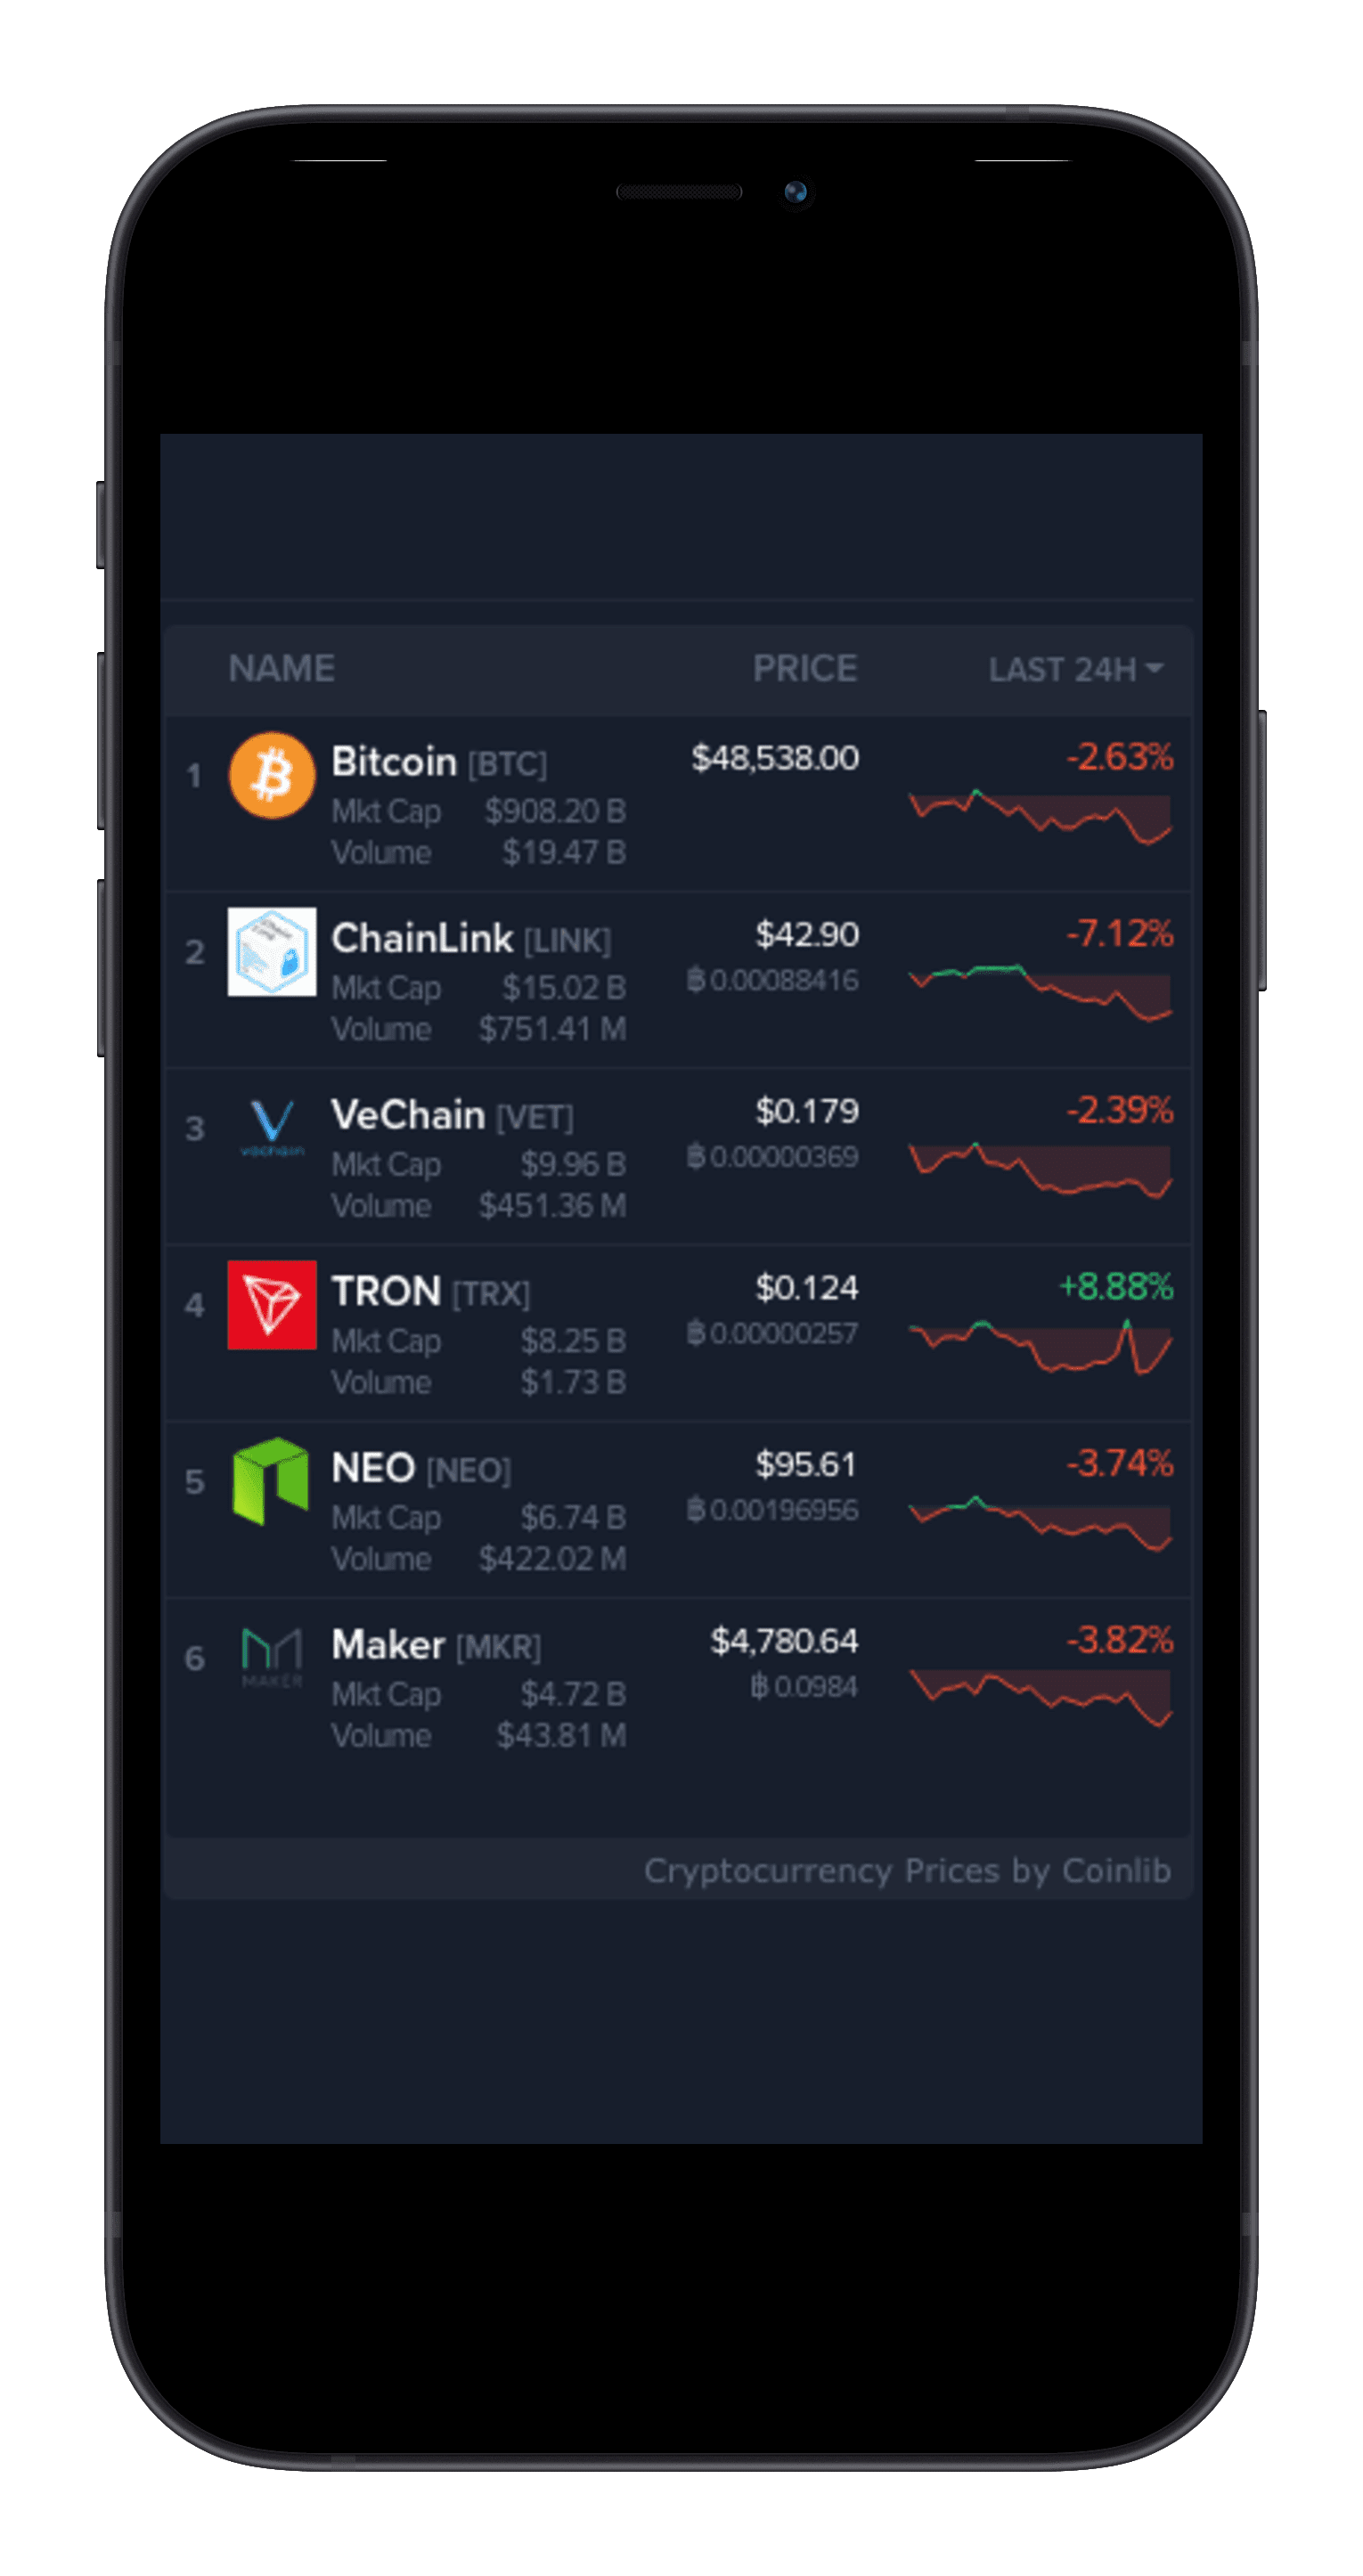 NAME PRICE LAST 24H
1 Bitcoin [BTC] $48,538.00 -2.63%
Mkt Cap $908.20 B
Volume $19.47 B
2 ChainLink [LINK] $42.90 -7.12%
Mkt Cap $15.02 B ฿0.00088416
Volume $751.41 M
3 VeChain [VET] $0.179 -2.39%
vechain
Mkt Cap $9.96 B ฿0.00000369
Volume $451.36 M
4 TRON [TRX] $0.124 +8.88%
Mkt Cap $8.25 B ฿0.00000257
Volume $1.73 B
5 NEO [NEO] $95.61 -3.74%
Mkt Cap $6.74 B ฿0.00196956
Volume $422.02 M
6 Maker [MKR] $4,780.64 -3.82%
MAKER
Mkt Cap $4.72 B ฿0.0984
Volume $43.81 M
Cryptocurrency Prices by Coinlib